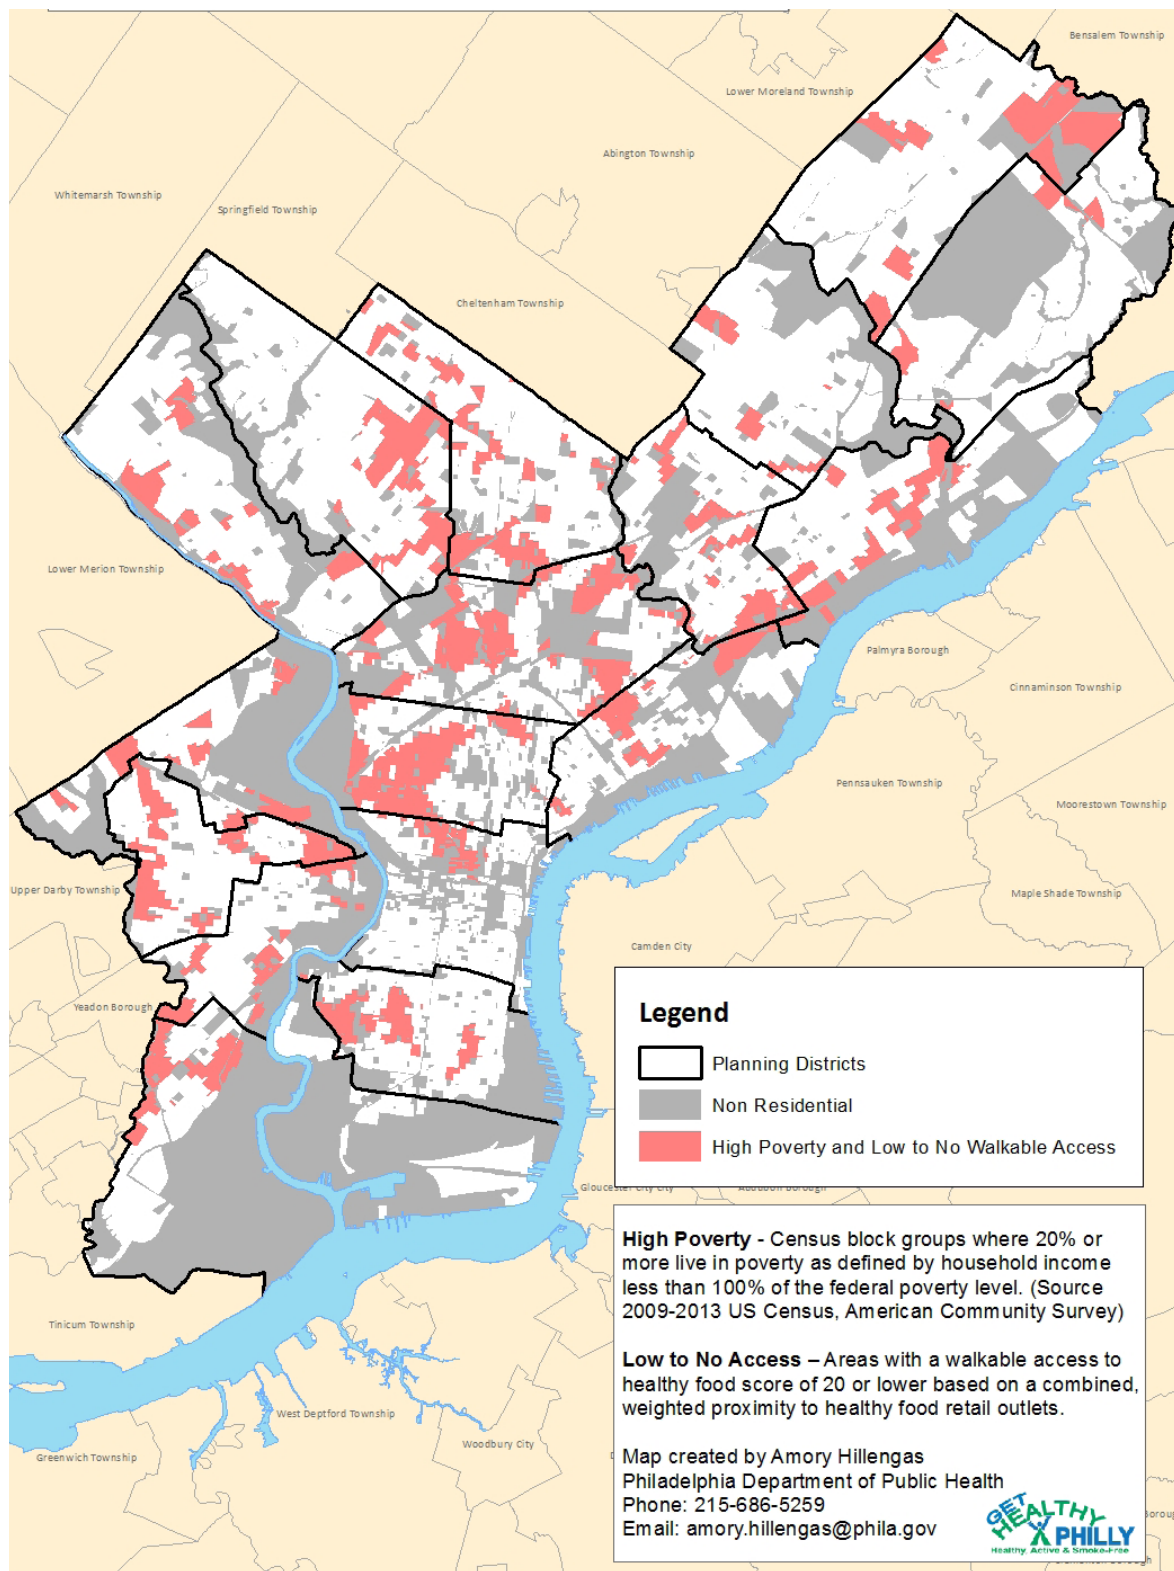 Bensalem Township
Lower Moreland Township
Abington Township
Whitemarsh Township
Springfield Township
Cheltenham Township
Lower Merion Township
Palmyra Borough
Cinnaminson Township
Pennsauken Township
Moorestown Township
Upper Darby Township
Maple Shade Township
Camden City
Yeadon Borough
Legend
Planning Districts
Non Residential
High Poverty and Low to No Walkable Access
Gloucester City city
High Poverty - Census block groups where 20% or
more live in poverty as defined by household income
less than 100% of the federal poverty level. (Source
2009-2013 US Census, American Community Survey)
Low to No Access – Areas with a walkable access to
healthy food score of 20 or lower based on a combined,
weighted proximity to healthy food retail outlets.
Map created by Amory Hillengas
Philadelphia Department of Public Health
Phone: 215-686-5259
Email: amory.hillengas@phila.gov
GET
HEALTHY
PHILLY
Healthy, Active & Smoke-Free
Tinicum Township
West Deptford Township
Woodbury City
Greenwich Township